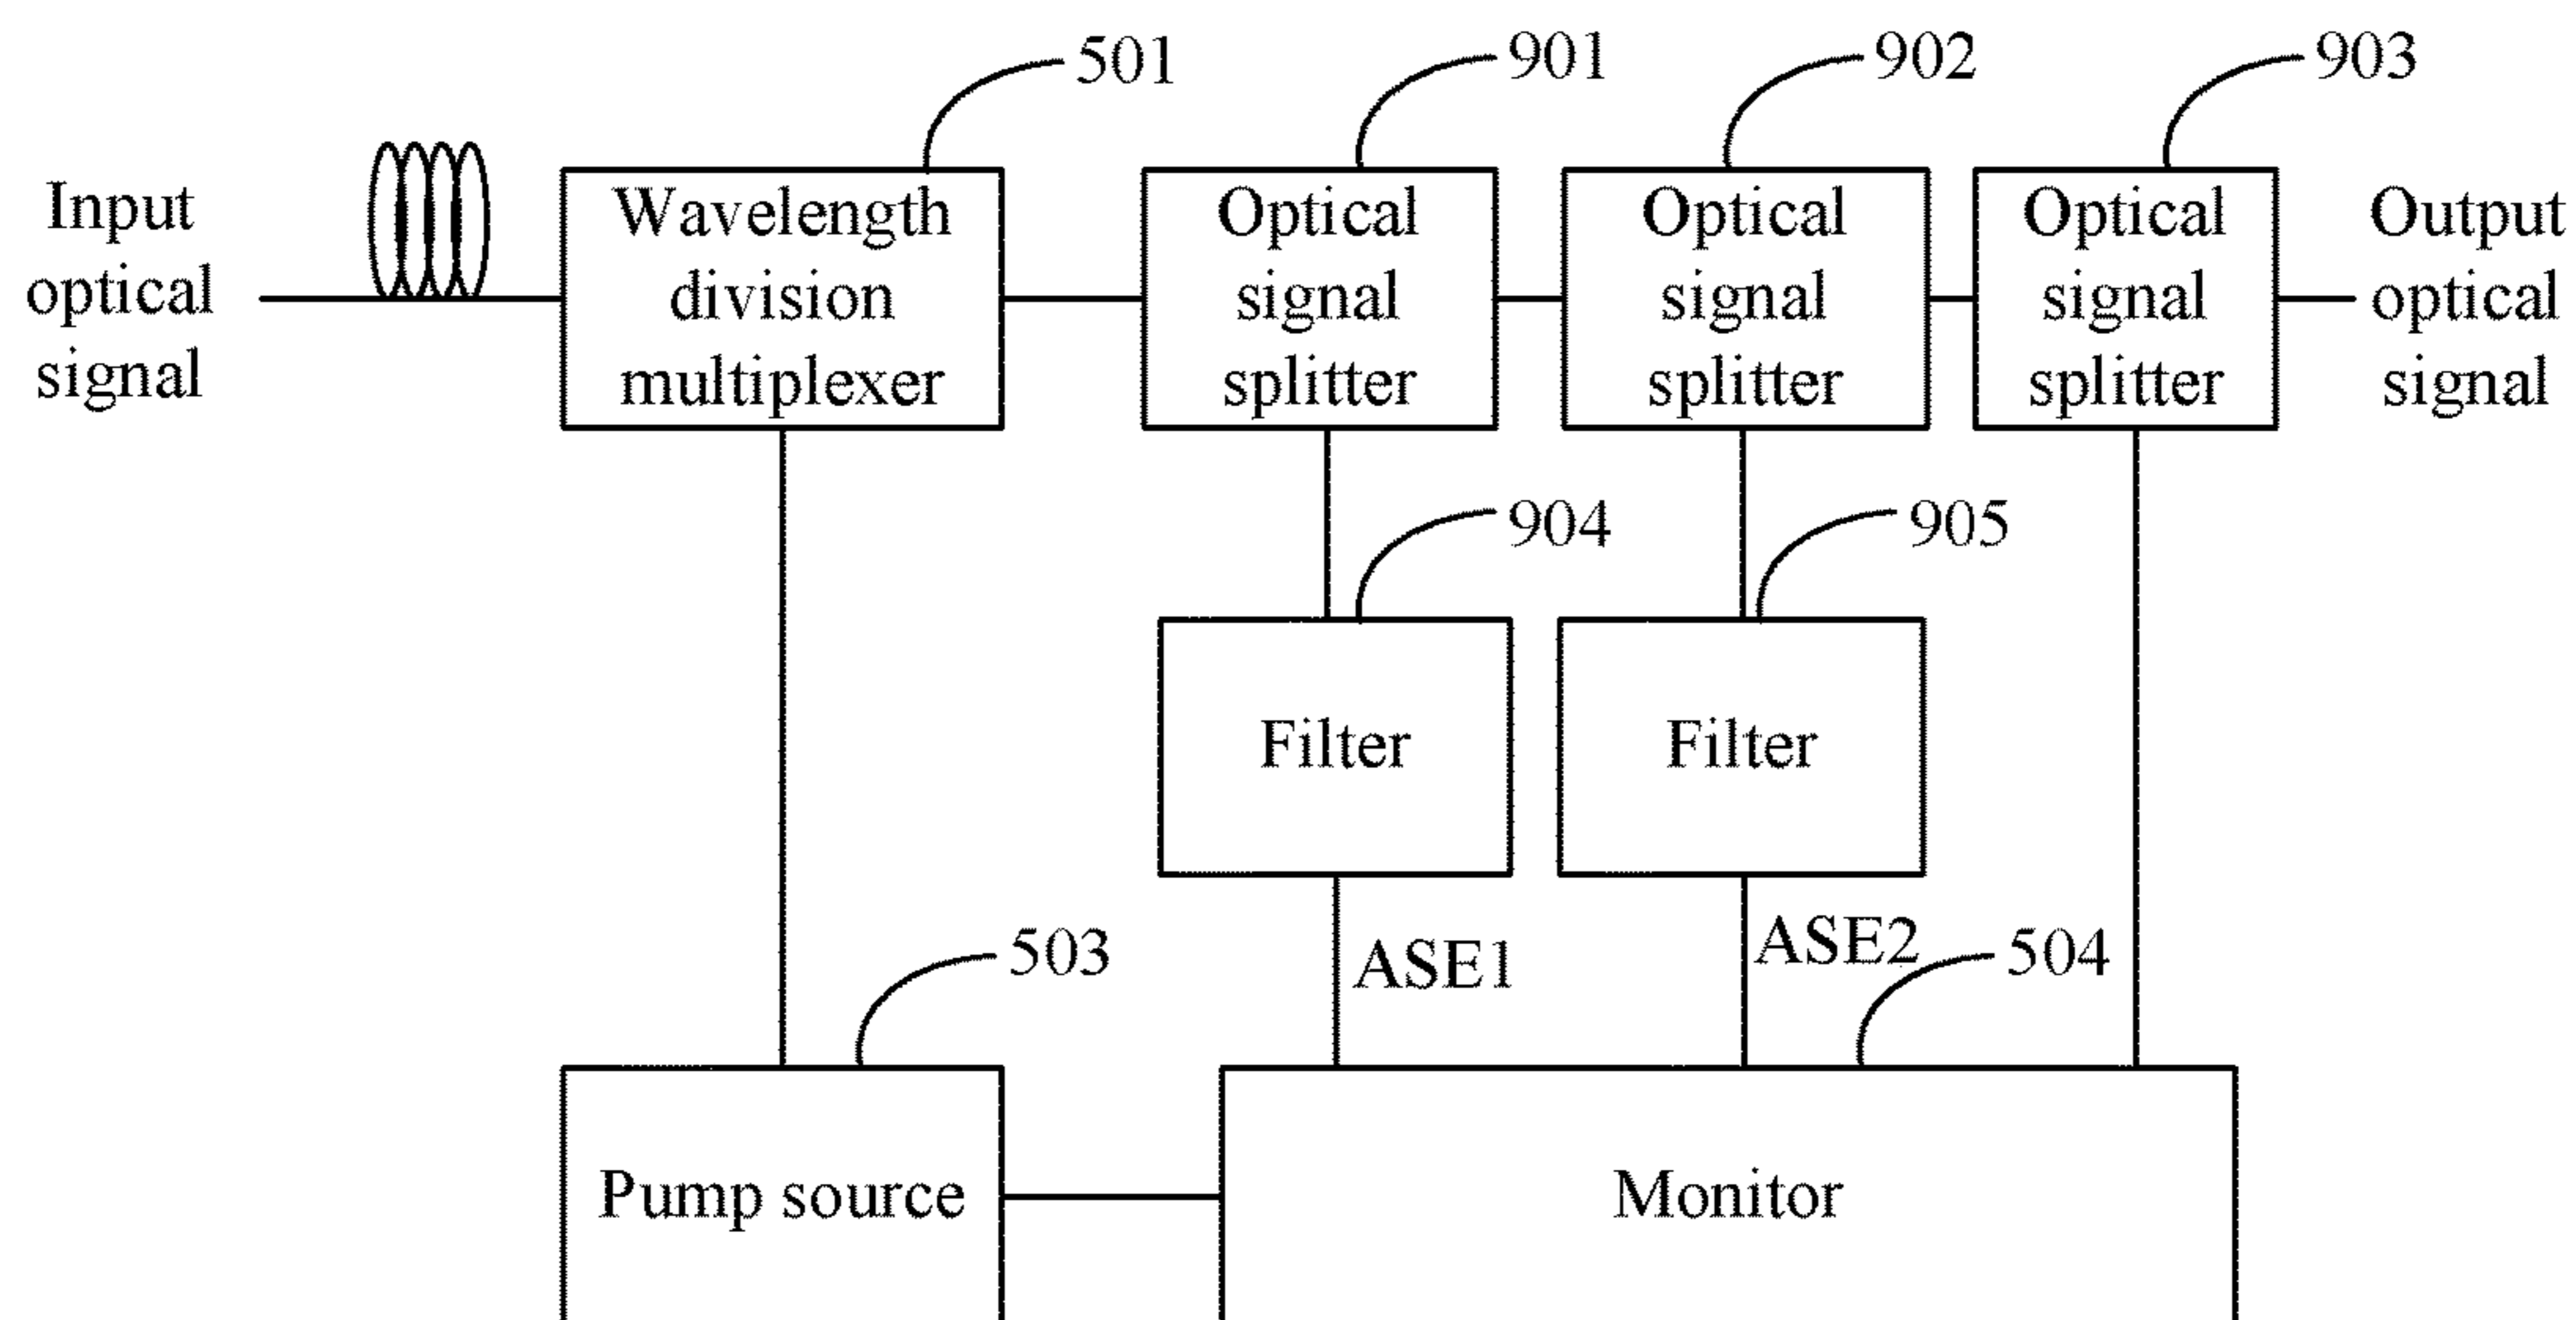 501
901
902
903
Input
optical
signal
Wavelength
division
multiplexer
Optical
signal
splitter
Optical
signal
splitter
Optical
signal
splitter
Output
optical
signal
904
905
Filter
Filter
ASE1
ASE2
503
504
Pump source
Monitor